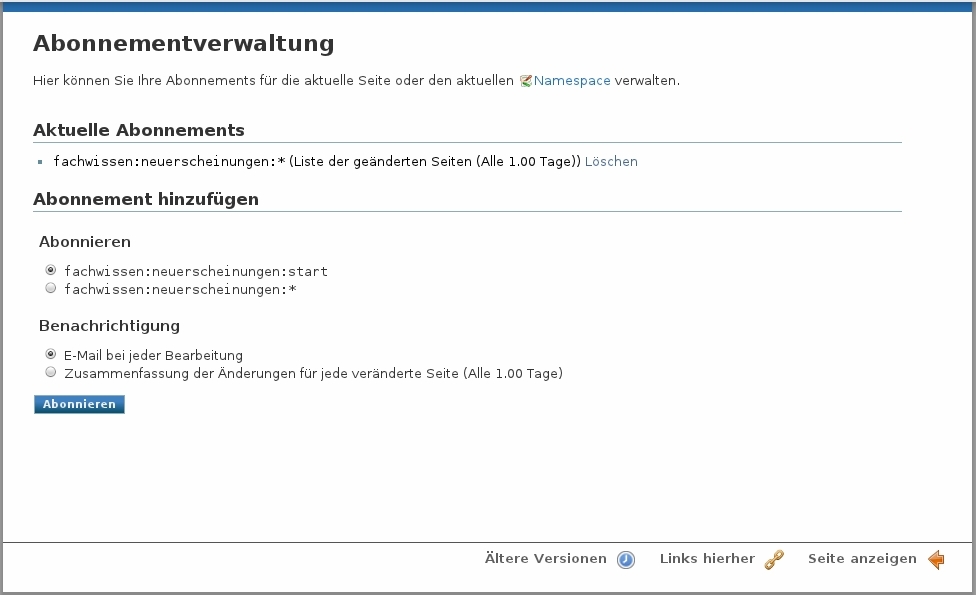 Abonnementverwaltung
Hier können Sie Ihre Abonnements für die aktuelle Seite oder den aktuellen Namespace verwalten.
Aktuelle Abonnements
fachwissen:neuerscheinungen:* (Liste der geänderten Seiten (Alle 1.00 Tage)) Löschen
Abonnement hinzufügen
Abonnieren
fachwissen:neuerscheinungen:start
fachwissen:neuerscheinungen:*
Benachrichtigung
E-Mail bei jeder Bearbeitung
Zusammenfassung der Änderungen für jede veränderte Seite (Alle 1.00 Tage)
Abonnieren
Ältere Versionen Links hierher Seite anzeigen